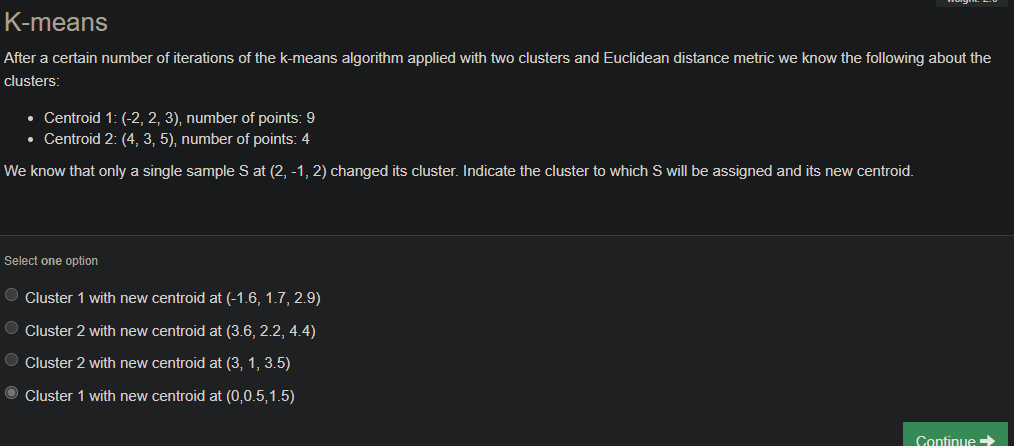 K-means
After a certain number of iterations of the k-means algorithm applied with two clusters and Euclidean distance metric we know the following about the
clusters:
• Centroid 1: (-2, 2, 3), number of points: 9
• Centroid 2: (4, 3, 5), number of points: 4
We know that only a single sample S at (2, -1, 2) changed its cluster. Indicate the cluster to which S will be assigned and its new centroid.
Select one option
Cluster 1 with new centroid at (-1.6, 1.7, 2.9)
Cluster 2 with new centroid at (3.6, 2.2, 4.4)
Cluster 2 with new centroid at (3, 1, 3.5)
Cluster 1 with new centroid at (0,0.5,1.5)
Continue